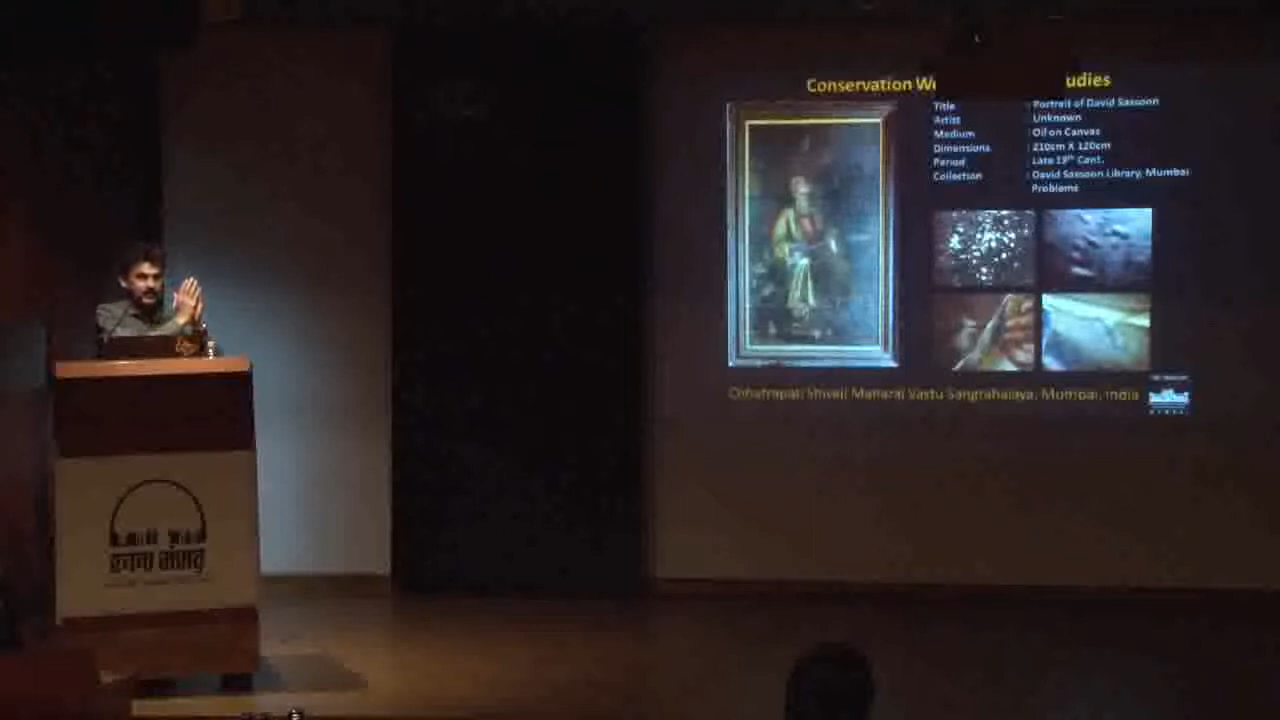 Conservation We udies
Title : Portrait of David Sassoon
Artist Unknown
Medium : Oil on Canvas
Dimensions : 210cm X 120cm
Period : Late 19th Cent.
Collection : David Sassoon Library, Mumbai
Problems
Chhatrapati Shivaji Maharaj Vastu Sangrahalaya, Mumbai, India